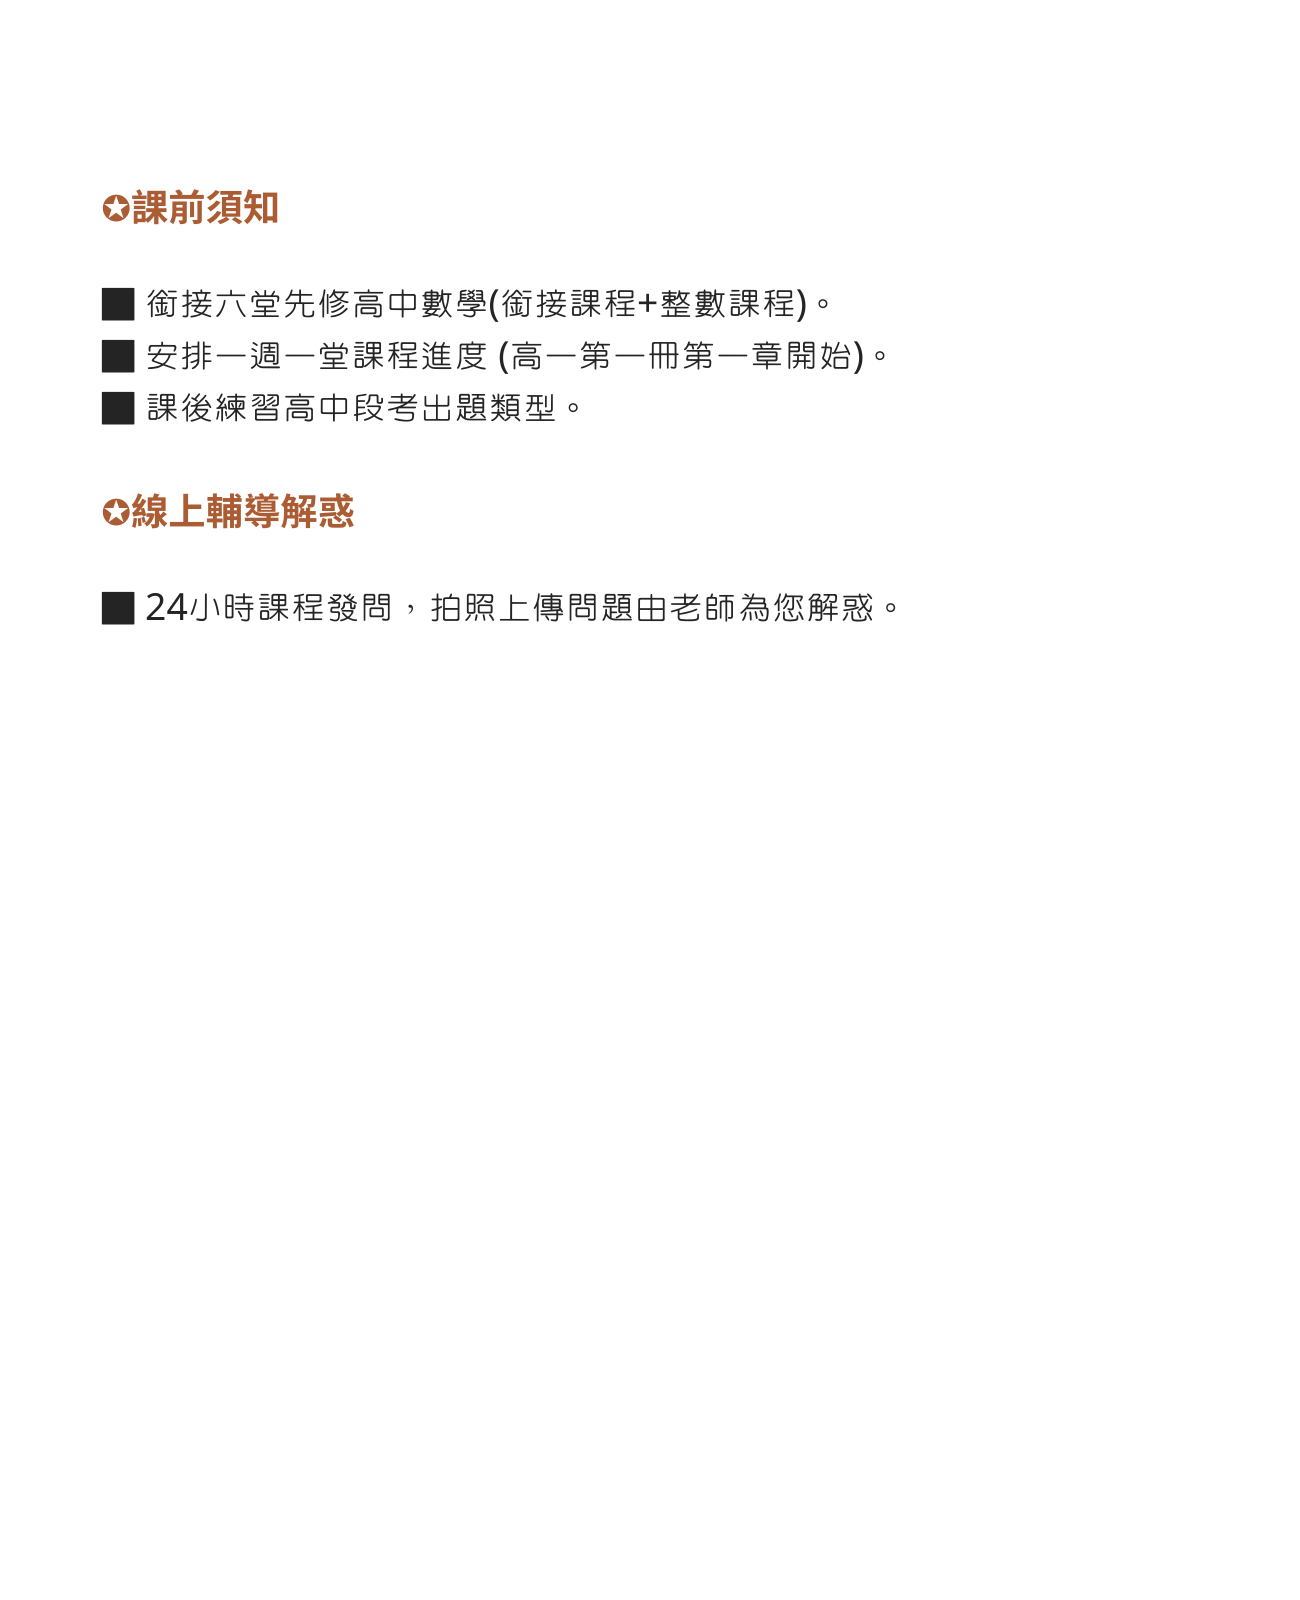 ✪課前須知
■ 銜接六堂先修高中數學(銜接課程+整數課程)。
■ 安排一週一堂課程進度 (高一第一冊第一章開始)。
■ 課後練習高中段考出題類型。
✪線上輔導解惑
■ 24小時課程發問，拍照上傳問題由老師為您解惑。